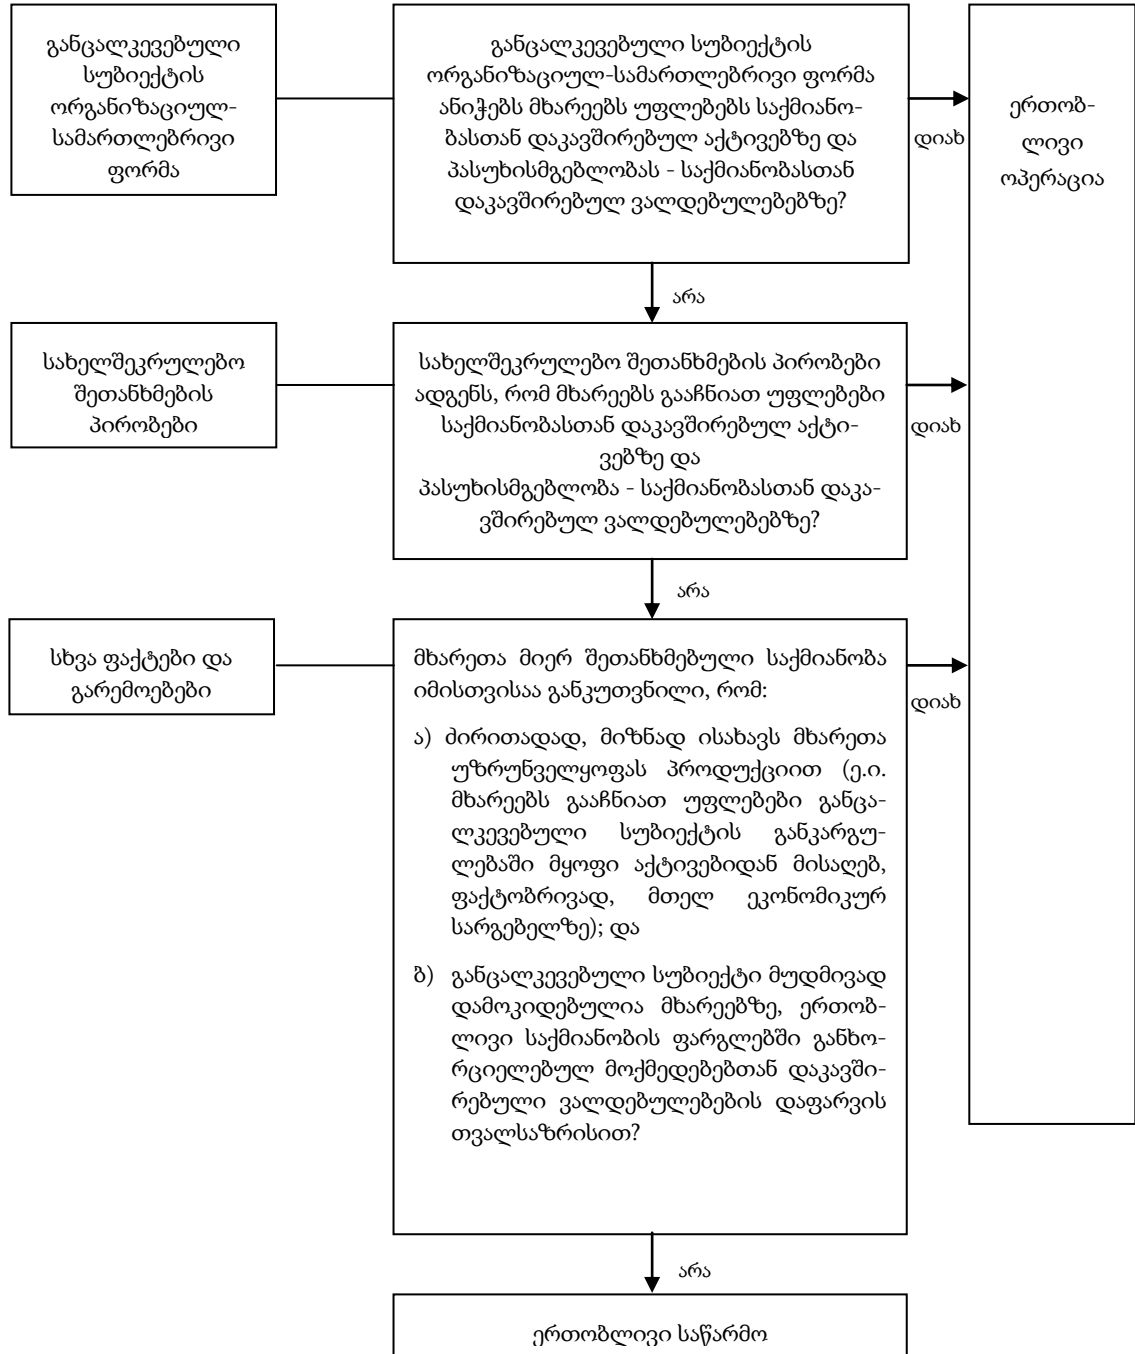 განცალკევებული
სუბიექტის
ორგანიზაციულ-
სამართლებრივი
ფორმა
განცალკევებული სუბიექტის
ორგანიზაციულ-სამართლებრივი ფორმა
ანიჭებს მხარეებს უფლებებს საქმიანო-
ბასთან დაკავშირებულ აქტივებზე და
პასუხისმგებლობას - საქმიანობასთან
დაკავშირებულ ვალდებულებებზე?
დიახ
ერთობ-
ლივი
ოპერაცია
არა
სახელშეკრულებო
შეთანხმების
პირობები
სახელშეკრულებო შეთანხმების პირობები
ადგენს, რომ მხარეებს გააჩნიათ უფლებები
საქმიანობასთან დაკავშირებულ აქტი-
ვებზე და
პასუხისმგებლობა - საქმიანობასთან დაკა-
ვშირებულ ვალდებულებებზე?
დიახ
არა
სხვა ფაქტები და
გარემოებები
მხარეთა მიერ შეთანხმებული საქმიანობა
იმისთვისაა განკუთვნილი, რომ:
ა) ძირითადად, მიზნად ისახავს მხარეთა
უზრუნველყოფას პროდუქციით (ე.ი.
მხარეებს გააჩნიათ უფლებები განცა-
ლკევებული სუბიექტის განკარგუ-
ლებაში მყოფი აქტივებიდან მისაღებ,
ფაქტობრივად, მთელ ეკონომიკურ
სარგებელზე); და
ბ) განცალკევებული სუბიექტი მუდმივად
დამოკიდებულია მხარეებზე, ერთობ-
ლივი საქმიანობის ფარგლებში განხო-
რციელებულ მოქმედებებთან დაკავში-
რებული ვალდებულებების დაფარვის
თვალსაზრისით?
დიახ
არა
ერთობლივი საწარმო